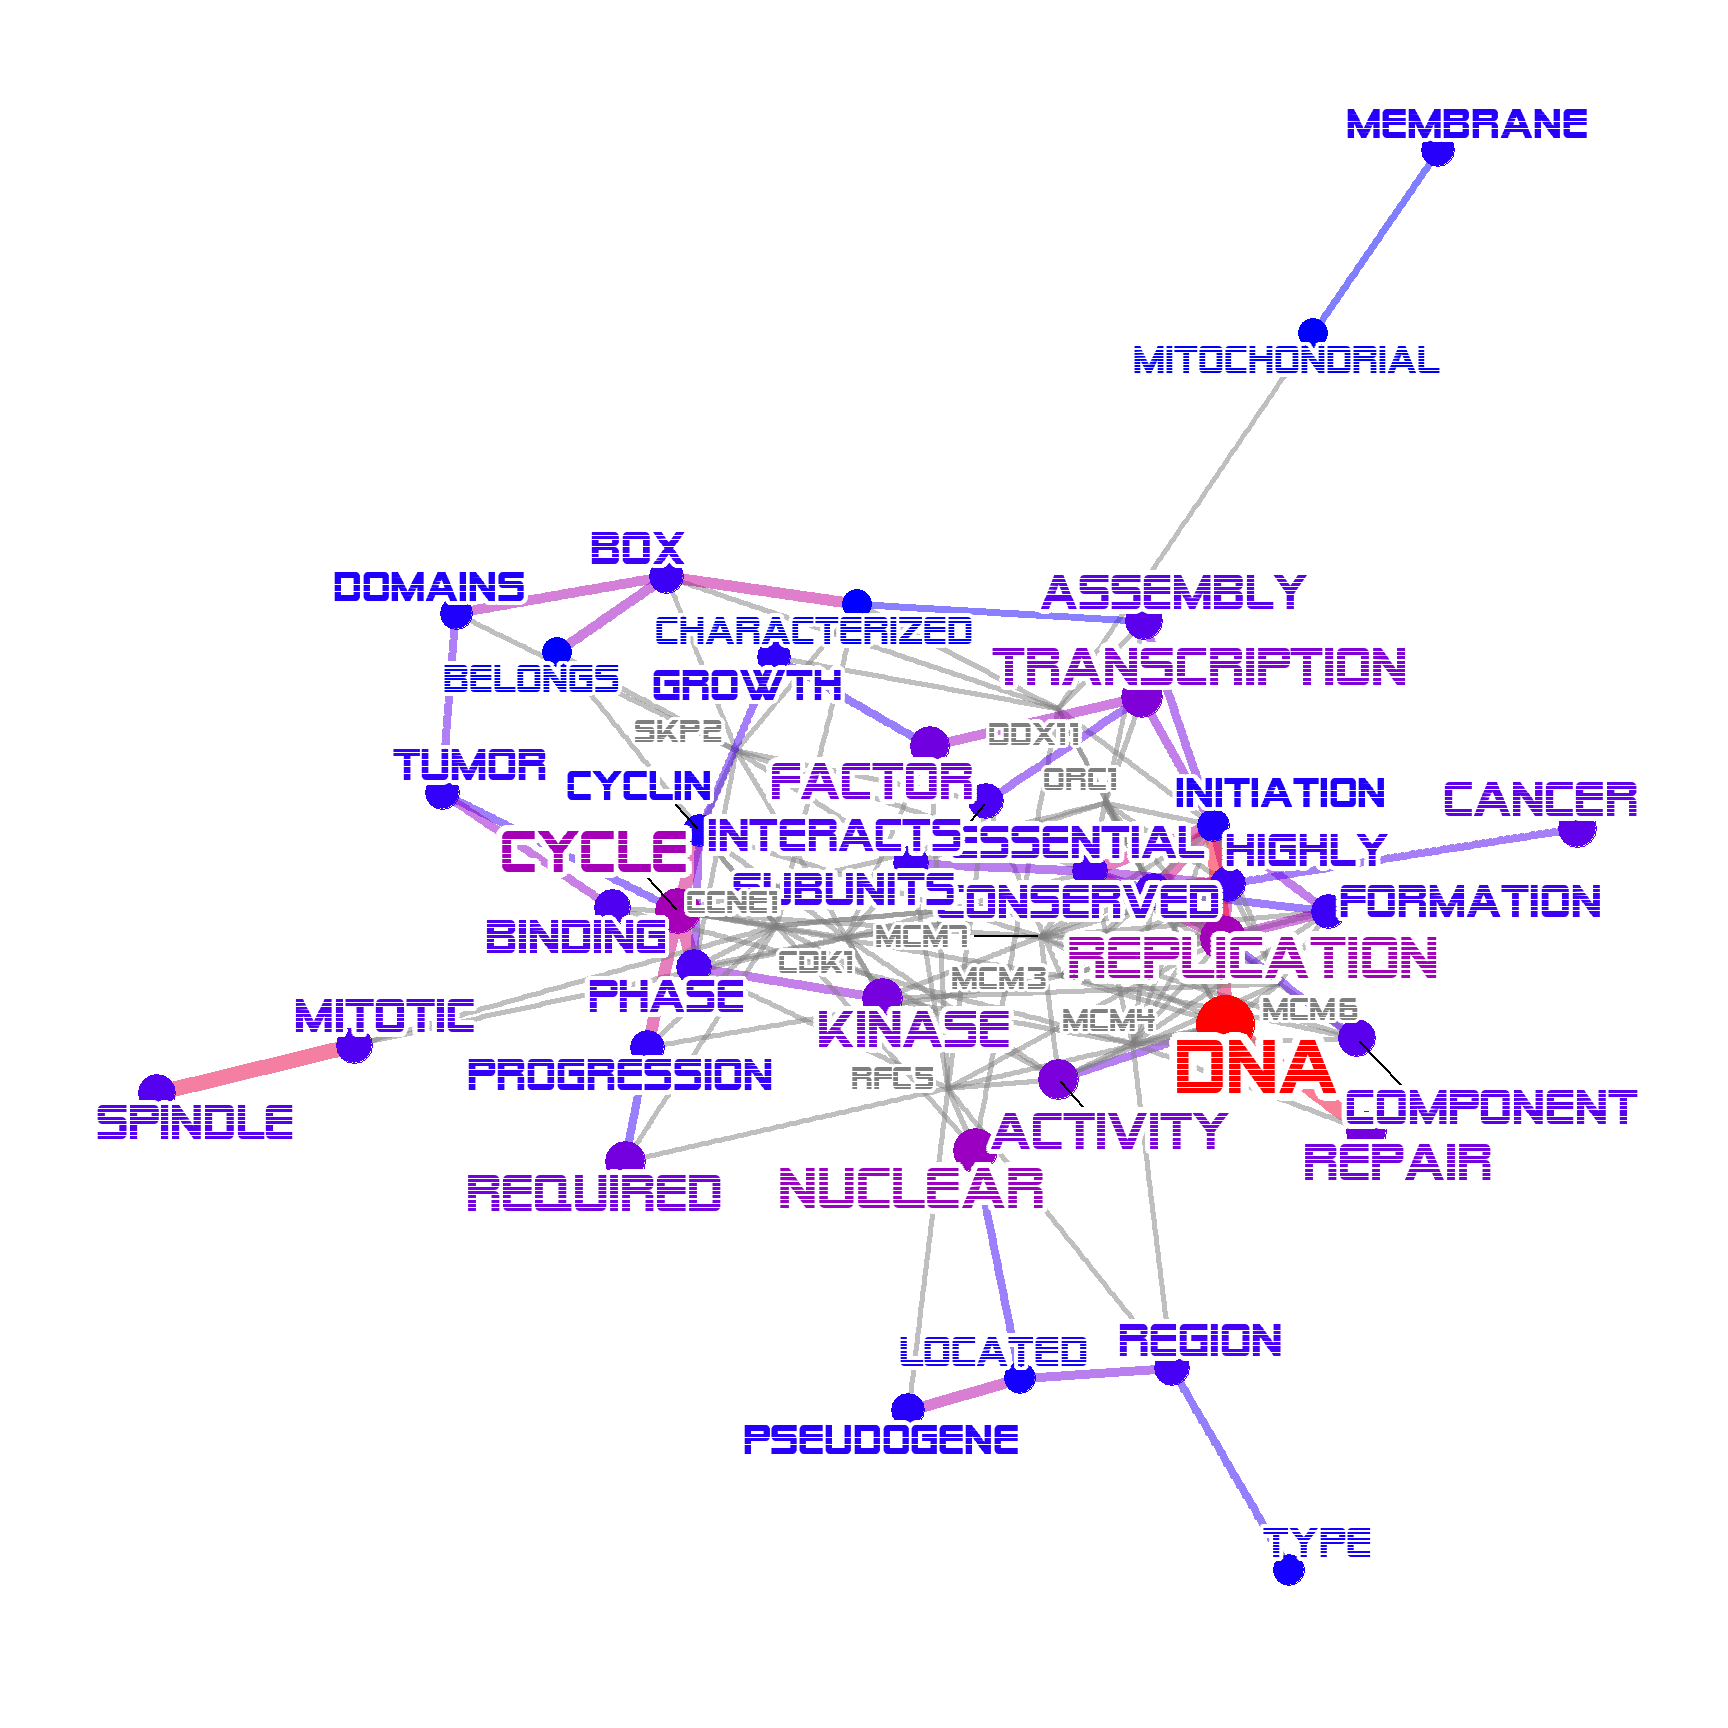 MEMBRANE
MITOCHONDRIAL
BOX
DOMAINS
ASSEMBLY
CHARACTERIZED
TRANSCRIPTION
BELONGS
GROWTH
SKP2
DDX11
TUMOR
CYCLIN
FACTOR
ORC1
INITIATION
CANCER
CYCLE
INTERACTS
ESSENTIAL
HIGHLY
SUBUNITS
CCNE1
CONSERVED
FORMATION
BINDING
MCM7
CDK1
REPLICATION
MCM3
PHASE
MITOTIC
KINASE
MCM4
MCM6
PROGRESSION
RFC5
DNA
SPINDLE
COMPONENT
ACTIVITY
REPAIR
REQUIRED
NUCLEAR
LOCATED
REGION
PSEUDOGENE
TYPE